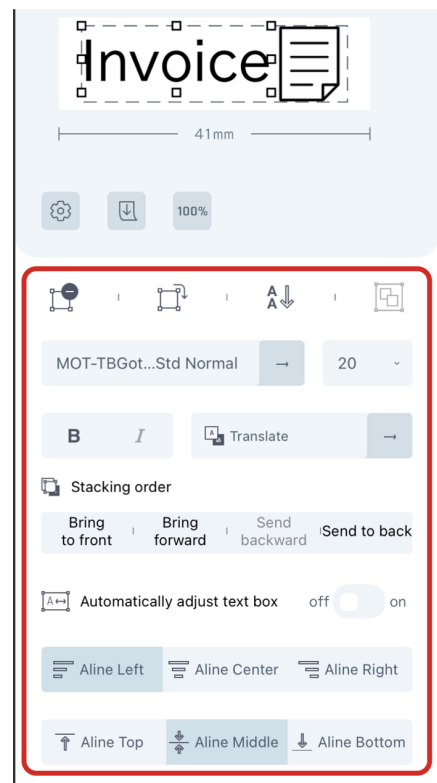 Invoice
41mm
100%
A
A
MOT-TBGot...Std Normal → 20
B I A Translate →
Stacking order
Bring to front Bring forward Send backward Send to back
A Automatically adjust text box off on
Aline Left Aline Center Aline Right
Aline Top Aline Middle Aline Bottom